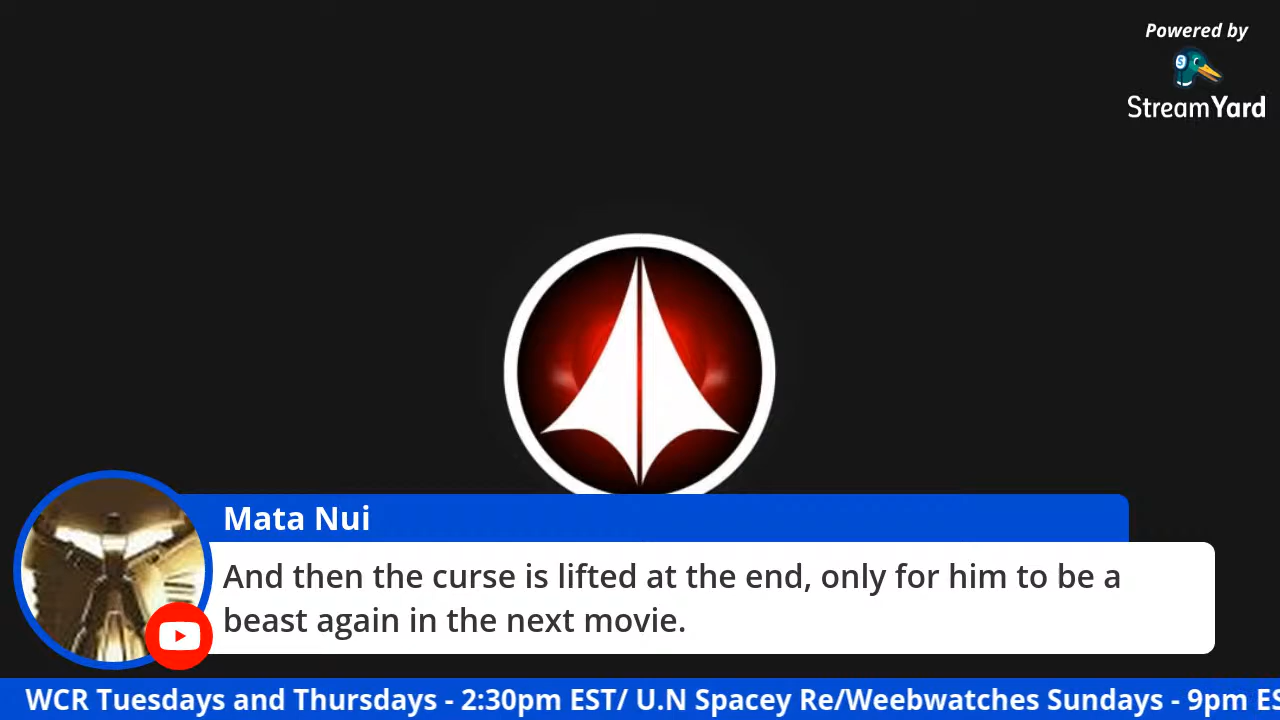 Powered by
StreamYard
Mata Nui
And then the curse is lifted at the end, only for him to be a
beast again in the next movie.
WCR Tuesdays and Thursdays - 2:30pm EST/ U.N Spacey Re/Weebwatches Sundays - 9pm ES